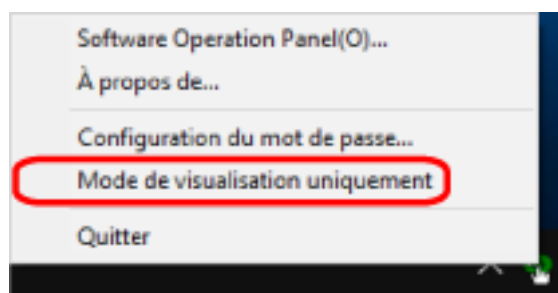 Software Operation Panel(O)...
À propos de...
Configuration du mot de passe...
Mode de visualisation uniquement
Quitter